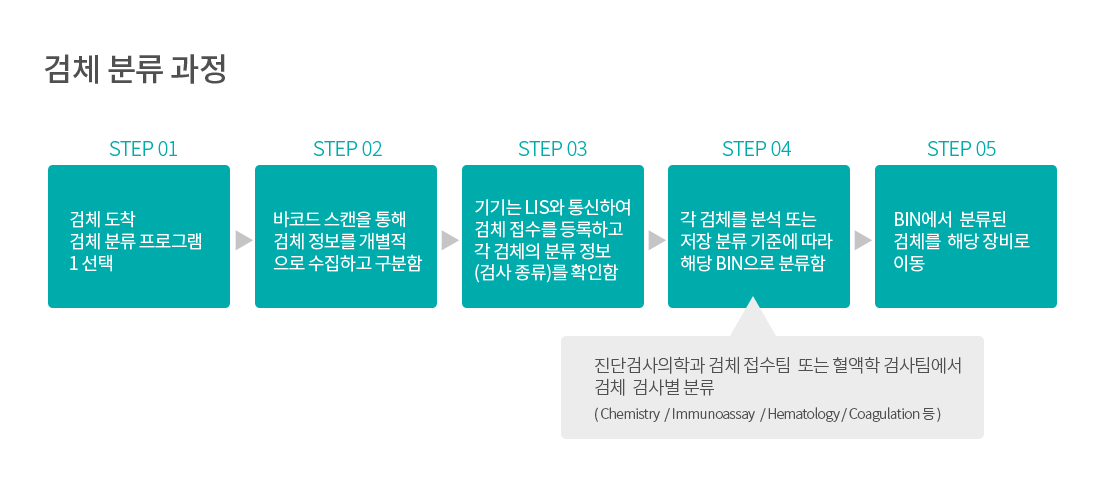 검체 분류 과정
STEP 01
검체 도착
검체 분류 프로그램
1 선택
STEP 02
바코드 스캔을 통해
검체 정보를 개별적
으로 수집하고 구분함
STEP 03
기기는 LIS와 통신하여
검체 접수를 등록하고
각 검체의 분류 정보
(검사 종류)를 확인함
STEP 04
각 검체를 분석 또는
저장 분류 기준에 따라
해당 BIN으로 분류함
STEP 05
BIN에서 분류된
검체를 해당 장비로
이동
진단검사의학과 검체 접수팀 또는 혈액학 검사팀에서
검체 검사별 분류
( Chemistry / Immunoassay / Hematology / Coagulation 등 )